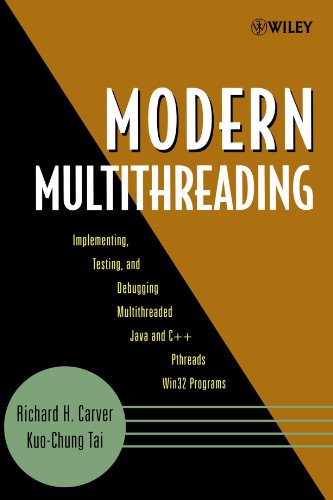 WILEY
MODERN
MULTITHREADING
Implementing,
Testing, and
Debugging
Multithreaded
Java and C++
Pthreads
Win32 Programs
Richard H. Carver
Kuo-Chung Tai